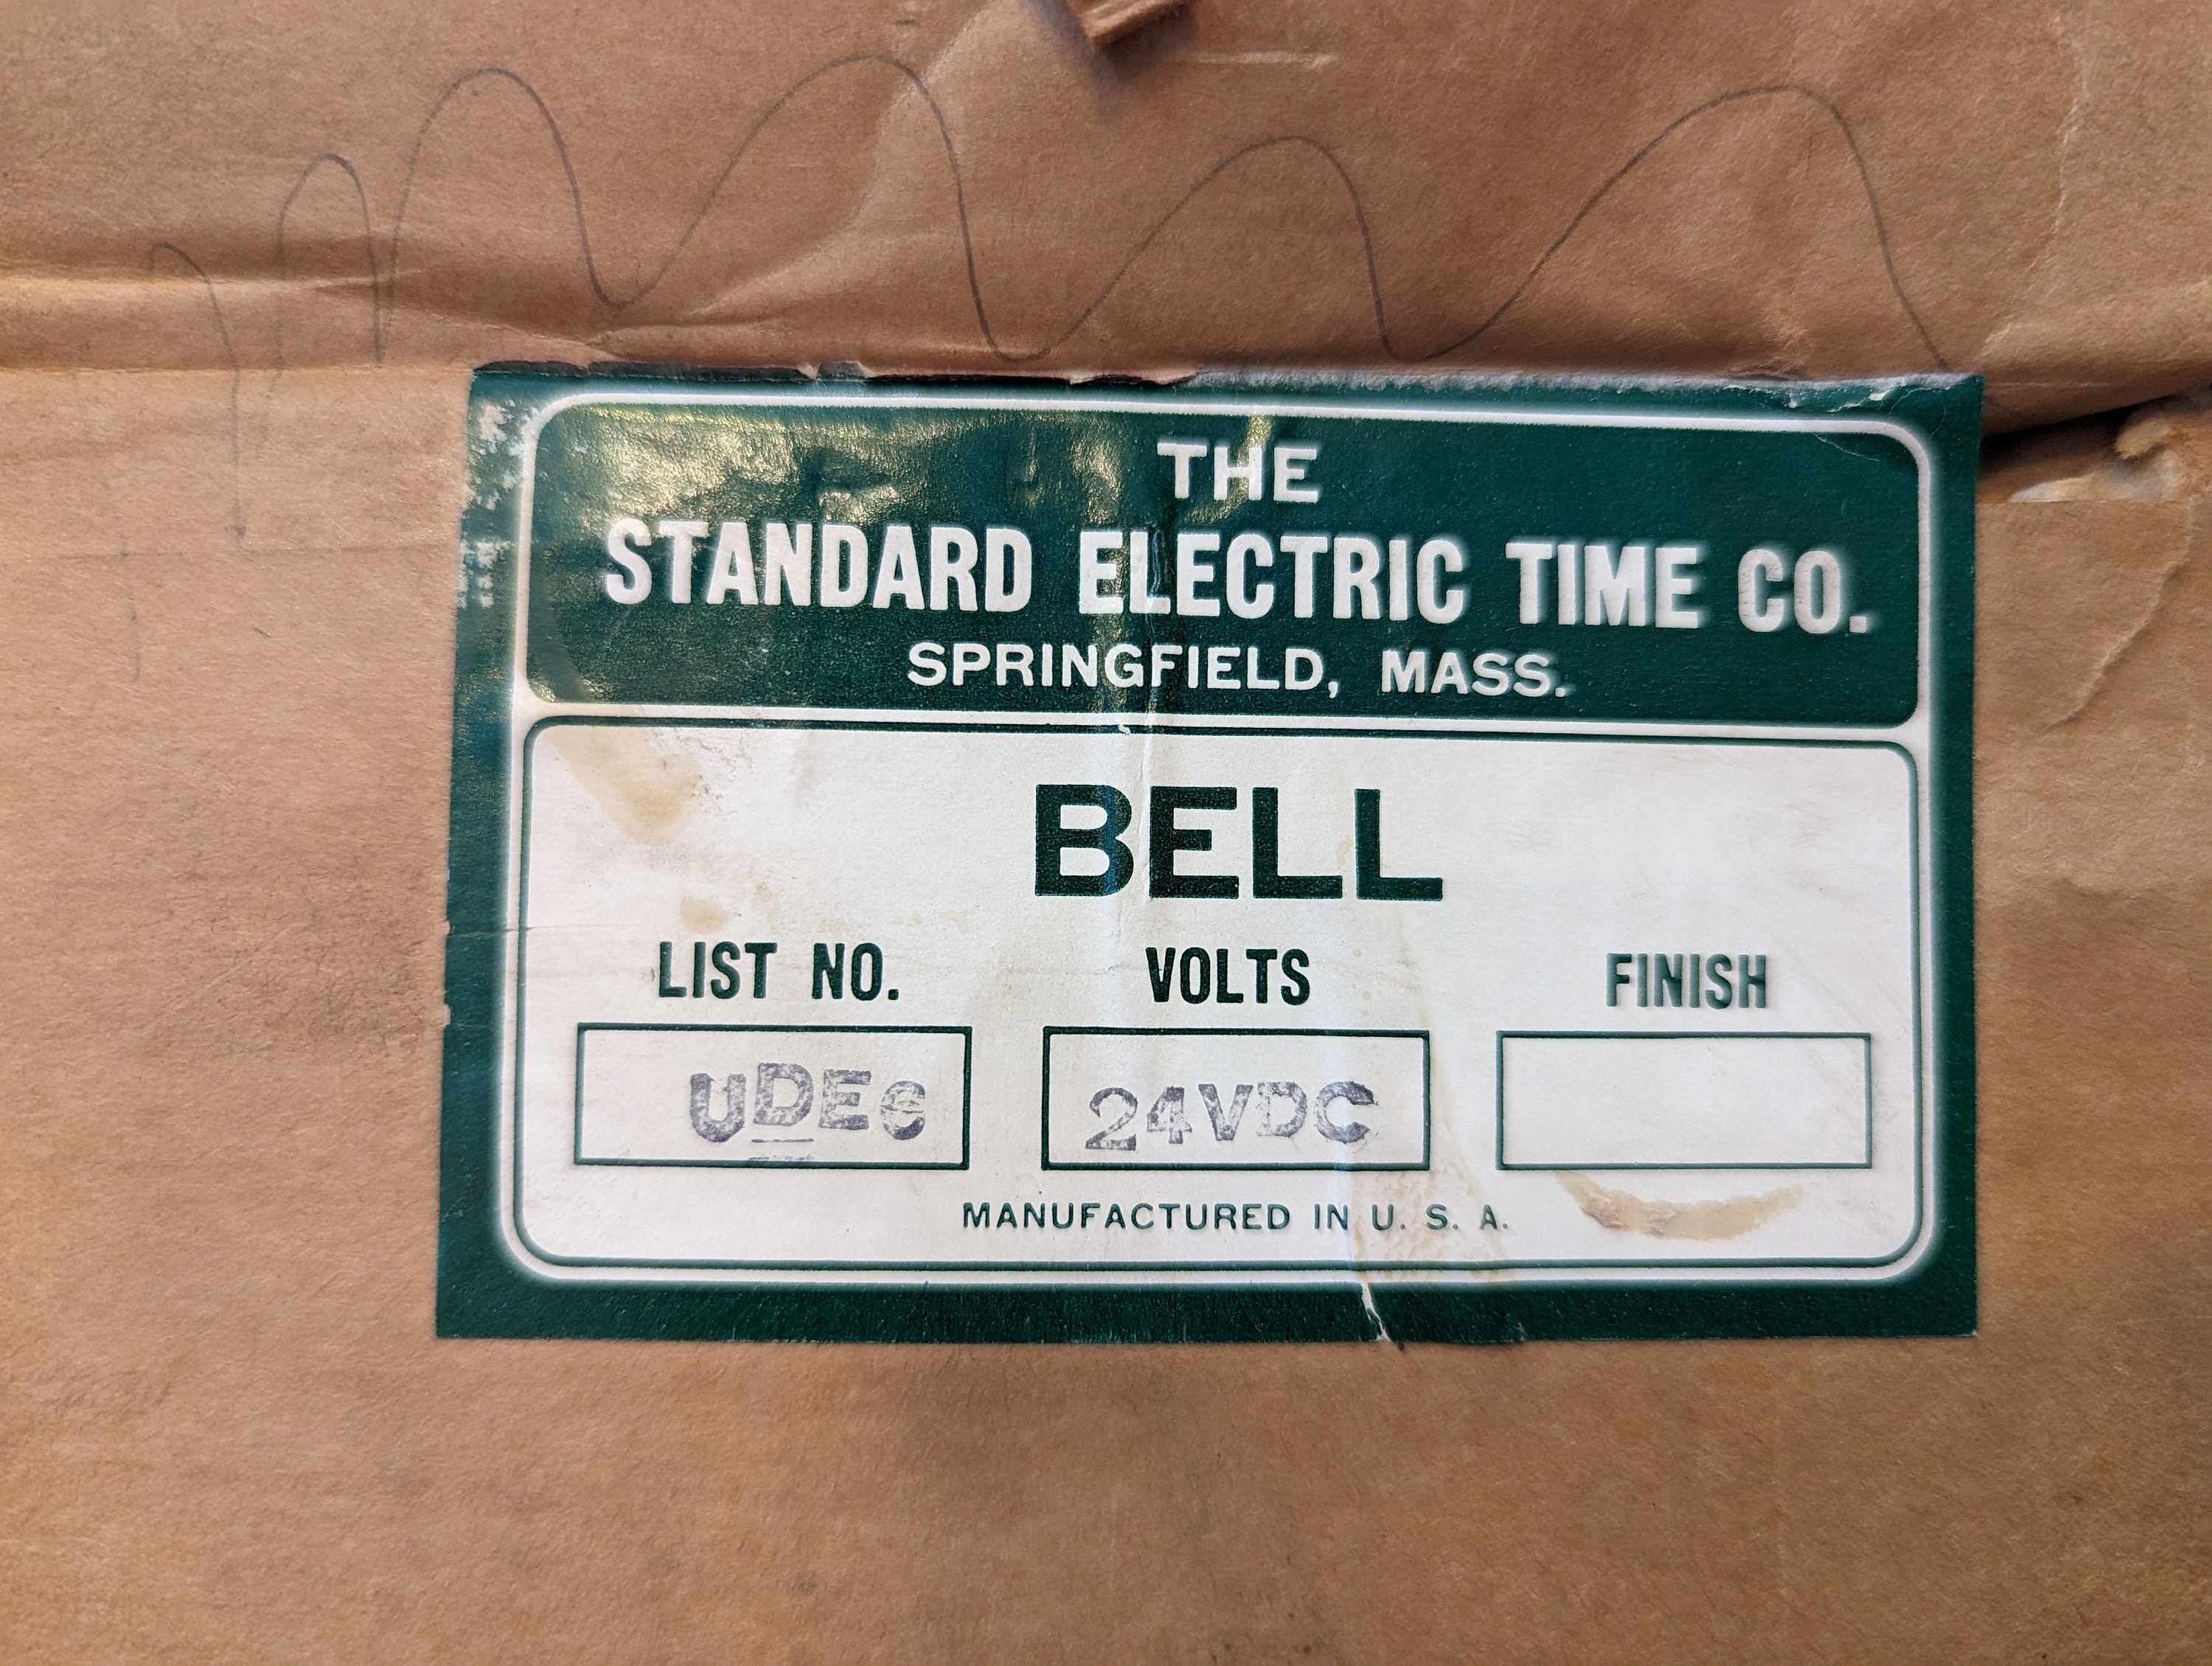 THE
STANDARD ELECTRIC TIME CO.
SPRINGFIELD, MASS.
BELL
LIST NO. VOLTS FINISH
24VDC
MANUFACTURED IN U. S. A.